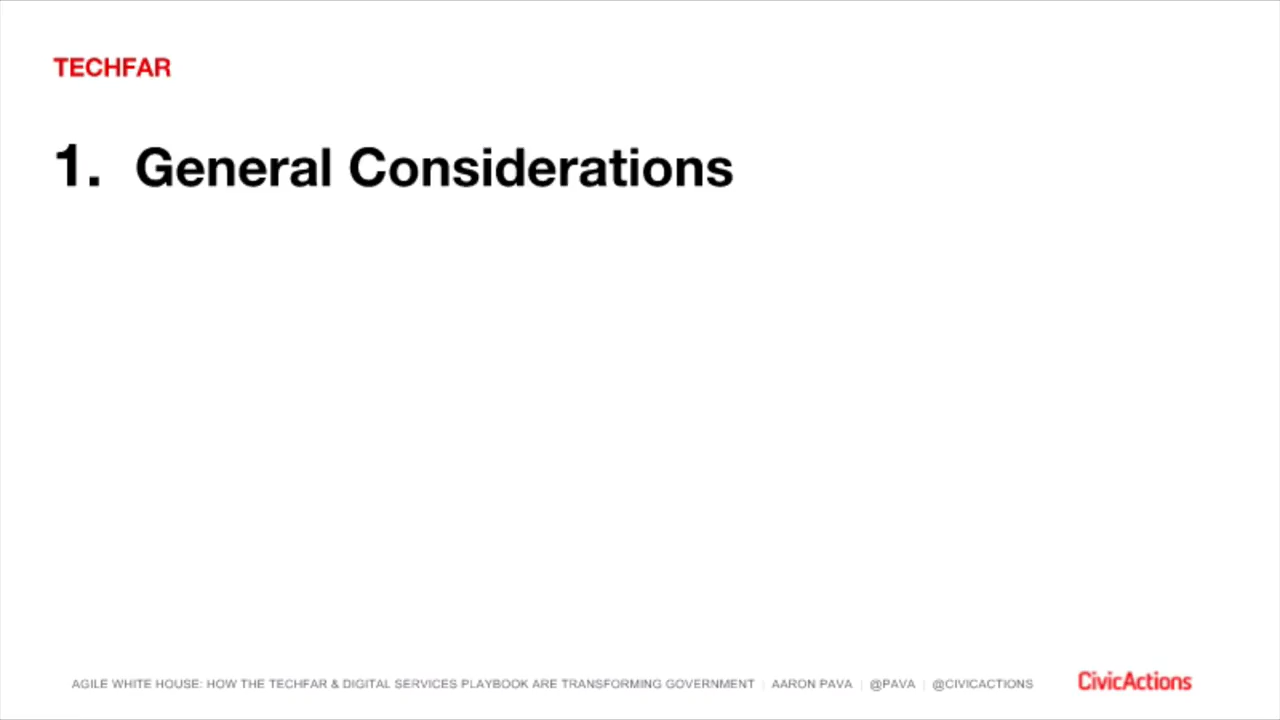 TECHFAR
1. General Considerations
AGILE WHITE HOUSE: HOW THE TECHFAR & DIGITAL SERVICES PLAYBOOK ARE TRANSFORMING GOVERNMENT | AARON PAVA | @PAVA | @CIVICACTIONS CivicActions